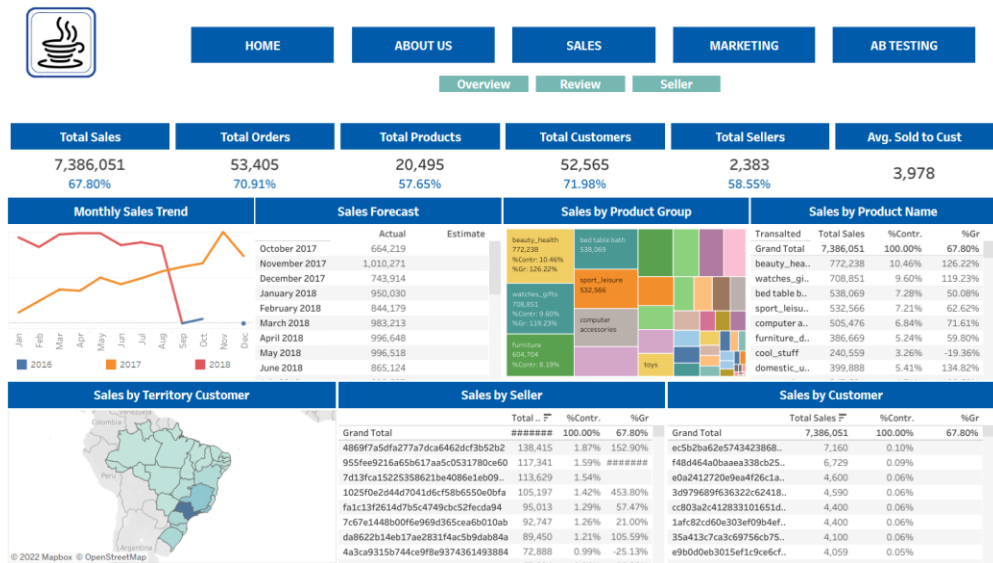 HOME
ABOUT US
SALES
MARKETING
AB TESTING
Overview
Review
Seller
Total Sales
Total Orders
Total Products
Total Customers
Total Sellers
Avg. Sold to Cust
7,386,051
53,405
20,495
52,565
2,383
3,978
67.80%
70.91%
57.65%
71.98%
58.55%
Monthly Sales Trend
Jan Feb Mar Apr May Jun Jul Aug Sep Oct Nov Dec
2016 2017 2018
Sales Forecast
Actual Estimate
October 2017 664,219
November 2017 1,010,271
December 2017 743,914
January 2018 950,030
February 2018 844,179
March 2018 983,213
April 2018 996,648
May 2018 996,518
June 2018 865,124
Sales by Product Group
beauty_health
772,238
%Contr: 10.46%
%Gr: 126.22%
watches_gifts
708,851
%Contr: 9.60%
%Gr: 119.23%
furniture
604,704
%Contr: 8.19%
bed table bath
538,069
sport_leisure
532,566
computer
accessories
toys
Sales by Product Name
Transalted Total Sales %Contr. %Gr
Grand Total 7,386,051 100.00% 67.80%
beauty_hea.. 772,238 10.46% 126.22%
watches_gi.. 708,851 9.60% 119.23%
bed table b.. 538,069 7.28% 50.08%
sport_leisu.. 532,566 7.21% 62.62%
computer a.. 505,476 6.84% 71.61%
furniture_d.. 386,669 5.24% 59.80%
cool_stuff 240,559 3.26% -19.36%
domestic_u.. 399,888 5.41% 134.82%
Sales by Territory Customer
Colombia
Venezuela
Peru
Argentina
© 2022 Mapbox © OpenStreetMap
Sales by Seller
Total .. %Contr. %Gr
Grand Total ####### 100.00% 67.80%
4869f7a5dfa277a7dca6462dcf3b52b2 138,415 1.87% 152.90%
955fee9216a65b617aa5c0531780ce60 117,341 1.59% #######
7d13fca15225358621be4086e1eb09.. 113,629 1.54%
1025f0e2d44d7041d6cf58b6550e0bfa 105,197 1.42% 453.80%
fa1c13f2614d7b5c4749cbc52fecda94 95,013 1.29% 57.47%
7c67e1448b00f6e969d365cea6b010ab 92,747 1.26% 21.00%
da8622b14eb17ae2831f4ac5b9dab84a 89,450 1.21% 105.59%
4a3ca9315b744ce9f8e9374361493884 72,888 0.99% -25.13%
Sales by Customer
Total Sales %Contr. %Gr
Grand Total 7,386,051 100.00% 67.80%
ec5b2ba62e5743423868.. 7,160 0.10%
f48d464a0baaea338cb25.. 6,729 0.09%
e0a2412720e9ea4f26c1a.. 4,600 0.06%
3d979689f636322c62418.. 4,590 0.06%
cc803a2c412833101651d.. 4,400 0.06%
1afc82cd60e303ef09b4ef.. 4,400 0.06%
35a413c7ca3c69756cb75.. 4,100 0.06%
e9b0d0eb3015ef1c9ce6cf.. 4,059 0.05%